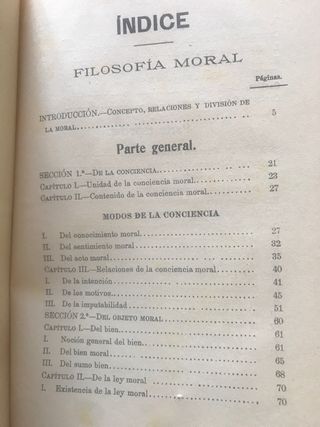 ÍNDICE
FILOSOFÍA MORAL
Páginas.
INTRODUCCIÓN.—CONCEPTO, RELACIONES Y DIVISIÓN DE
LA MORAL. 5
Parte general.
SECCIÓN 1.ª—DE LA CONCIENCIA. 21
CAPÍTULO I.—Unidad de la conciencia moral. 23
CAPÍTULO II.—Contenido de la conciencia moral. 27
MODOS DE LA CONCIENCIA
I. Del conocimiento moral. 27
II. Del sentimiento moral. 32
III. Del acto moral. 35
CAPÍTULO III.—Relaciones de la conciencia moral. 40
I. De la intención. 41
II. De los motivos. 45
III. De la imputabilidad. 51
SECCIÓN 2.ª—DEL OBJETO MORAL. 60
CAPÍTULO I.—Del bien. 61
I. Noción general del bien. 61
II. Del bien moral. 65
III. Del sumo bien. 68
CAPÍTULO II.—De la ley moral. 70
I. Existencia de la ley moral. 70